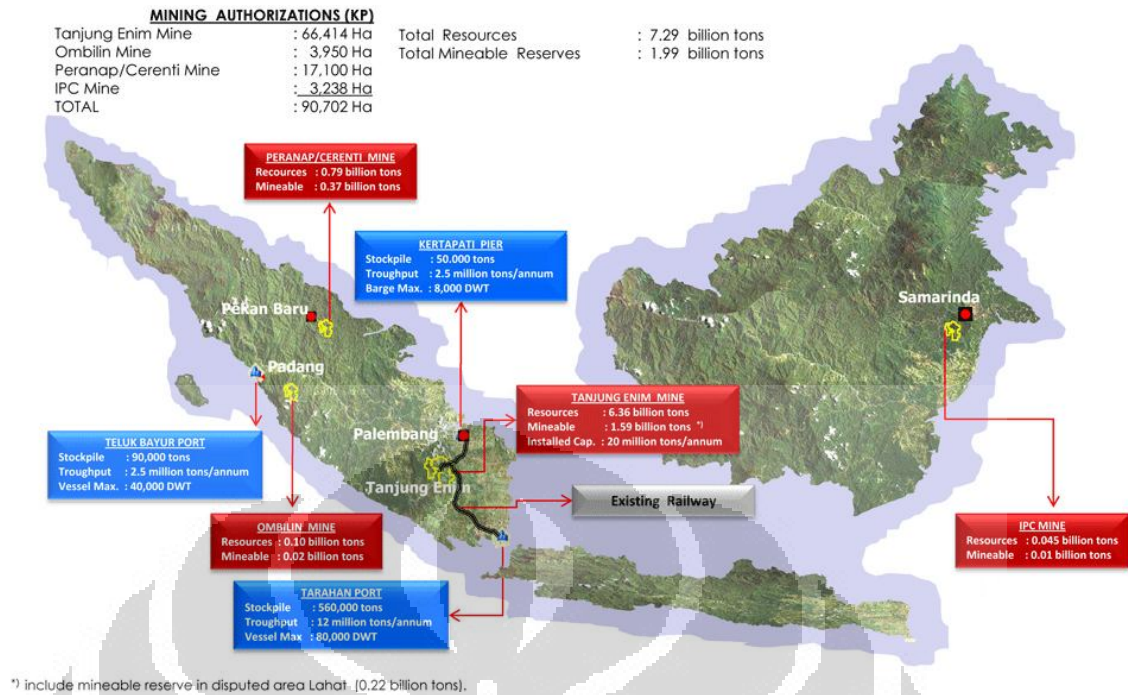 MINING AUTHORIZATIONS (KP)
Tanjung Enim Mine : 66,414 Ha
Ombilin Mine : 3,950 Ha
Peranap/Cerenti Mine : 17,100 Ha
IPC Mine : 3,238 Ha
TOTAL : 90,702 Ha
Total Resources : 7.29 billion tons
Total Mineable Reserves : 1.99 billion tons
PERANAP/CERENTI MINE
Recources : 0.79 billion tons
Mineable : 0.37 billion tons
KERTAPATI PIER
Stockpile : 50.000 tons
Troughput : 2.5 million tons/annum
Barge Max. : 8,000 DWT
Samarinda
Pekan Baru
Padang
TANJUNG ENIM MINE
Resources : 6.36 billion tons
Mineable : 1.59 billion tons *)
Installed Cap. : 20 million tons/annum
Palembang
TELUK BAYUR PORT
Stockpile : 90,000 tons
Troughput : 2.5 million tons/annum
Vessel Max. : 40,000 DWT
Tanjung Enim
Existing Railway
OMBILIN MINE
Resources : 0.10 billion tons
Mineable : 0.02 billion tons
IPC MINE
Resources : 0.045 billion tons
Mineable : 0.01 billion tons
TARAHAN PORT
Stockpile : 560,000 tons
Troughput : 12 million tons/annum
Vessel Max : 80,000 DWT
*) include mineable reserve in disputed area Lahat (0.22 billion tons).